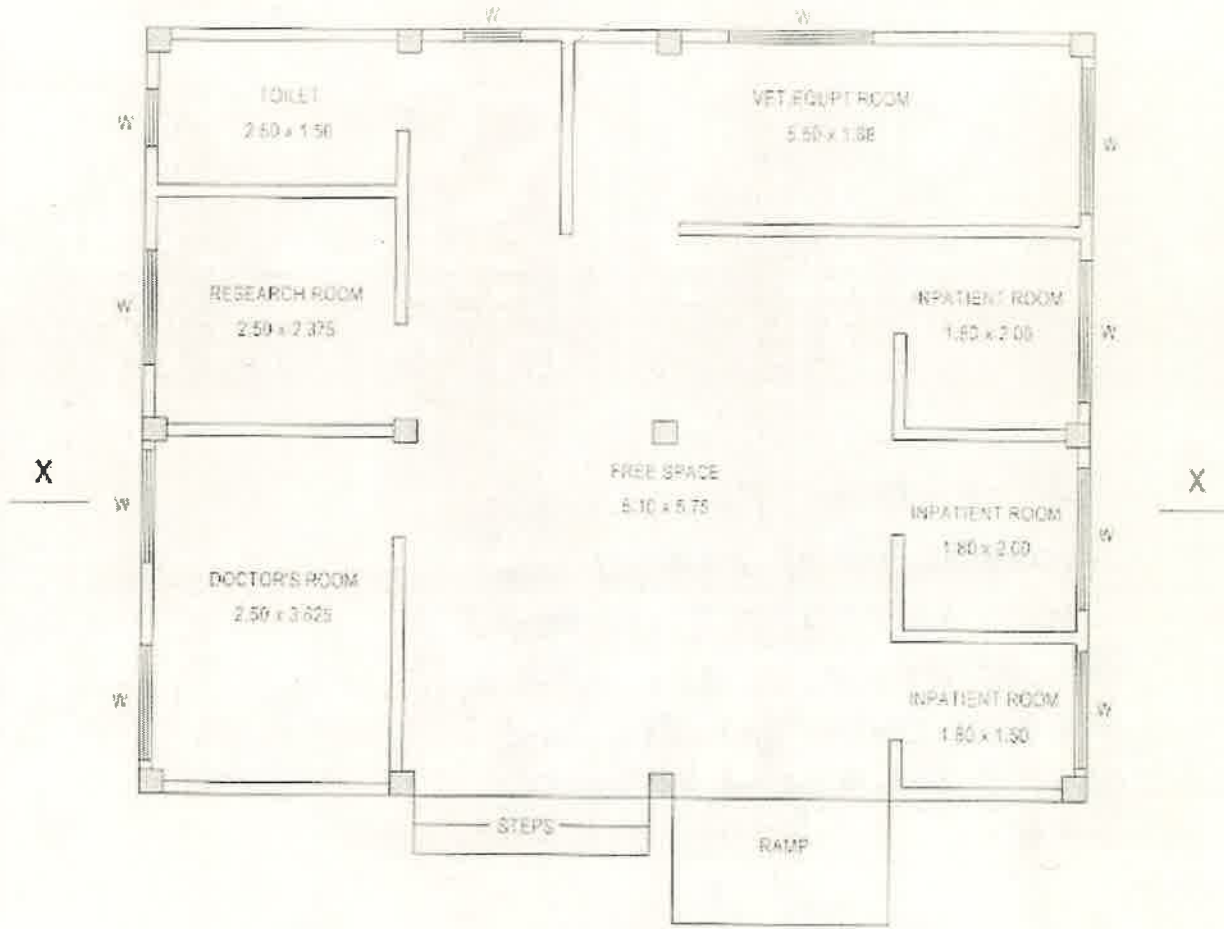 W
W
TOILET
2.50 x 1.50
VET.EQUPT ROOM
5.50 x 1.88
W
W
RESEARCH ROOM
2.50 x 2.375
INPATIENT ROOM
1.80 x 2.00
W
W
X
FREE SPACE
5.10 x 5.75
X
W
INPATIENT ROOM
1.80 x 2.00
W
DOCTOR'S ROOM
2.50 x 3.625
W
INPATIENT ROOM
1.80 x 1.50
W
STEPS
RAMP